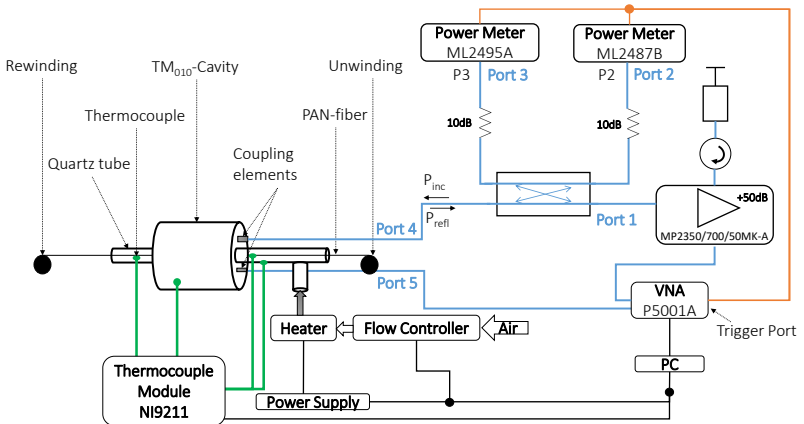 Power Meter
ML2495A
Power Meter
ML2487B
Rewinding
TM010-Cavity
Unwinding
P3
Port 3
P2
Port 2
Thermocouple
PAN-fiber
10dB
10dB
Quartz tube
Coupling
elements
Pinc
Prefl
+50dB
Port 1
MP2350/700/50MK-A
Port 4
Port 5
VNA
P5001A
Trigger Port
Heater
Flow Controller
Air
PC
Thermocouple
Module
NI9211
Power Supply